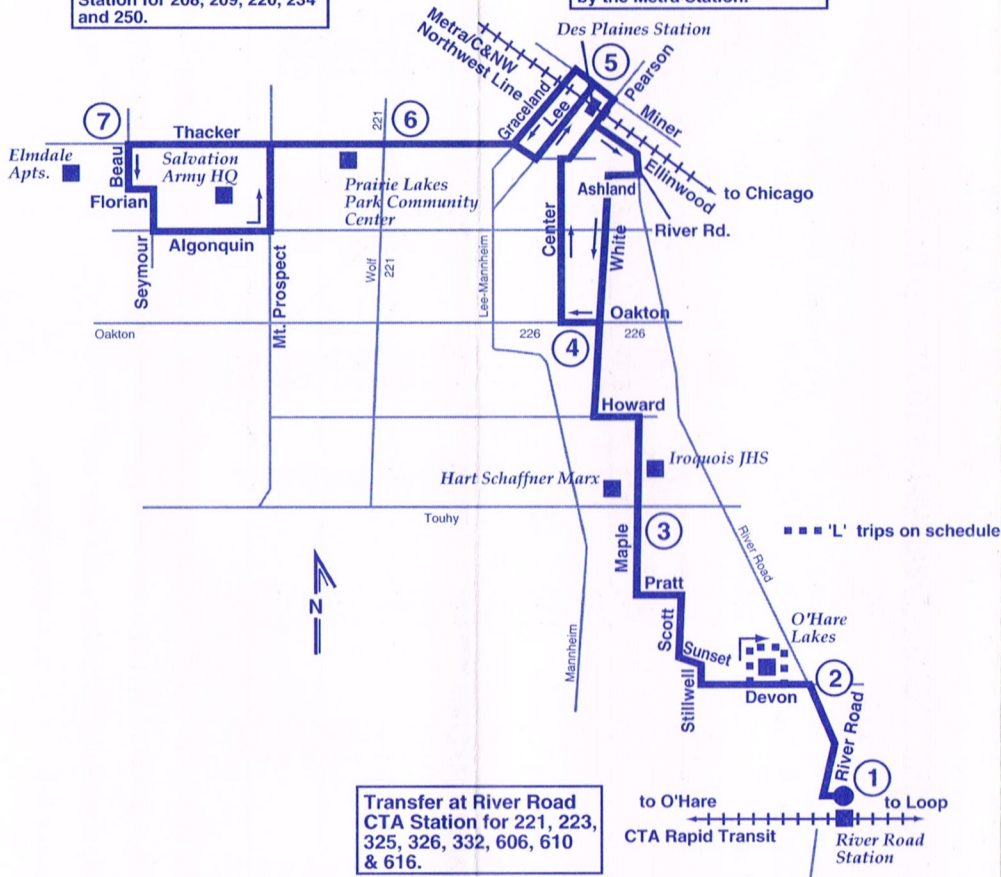 Station for 208, 209, 226, 234
and 250.
by the Metra Station.
Des Plaines Station
Metra/C&NW
Northwest Line
5
Pearson
Graceland
Lee
Miner
Ellinwood
to Chicago
River Rd.
Ashland
7
Thacker
221
6
Elmdale
Apts.
Beau
Salvation
Army HQ
Florian
Prairie Lakes
Park Community
Center
Algonquin
Seymour
Mt. Prospect
Wolf
221
Lee-Mannheim
Center
White
Oakton
Oakton
226
226
4
Howard
Iroquois JHS
Hart Schaffner Marx
Touhy
Maple
3
River Road
'L' trips on schedule
N
Pratt
Scott
Sunset
O'Hare
Lakes
Mannheim
Stillwell
Devon
2
River Road
1
Transfer at River Road
CTA Station for 221, 223,
325, 326, 332, 606, 610
& 616.
to O'Hare
to Loop
CTA Rapid Transit
River Road
Station